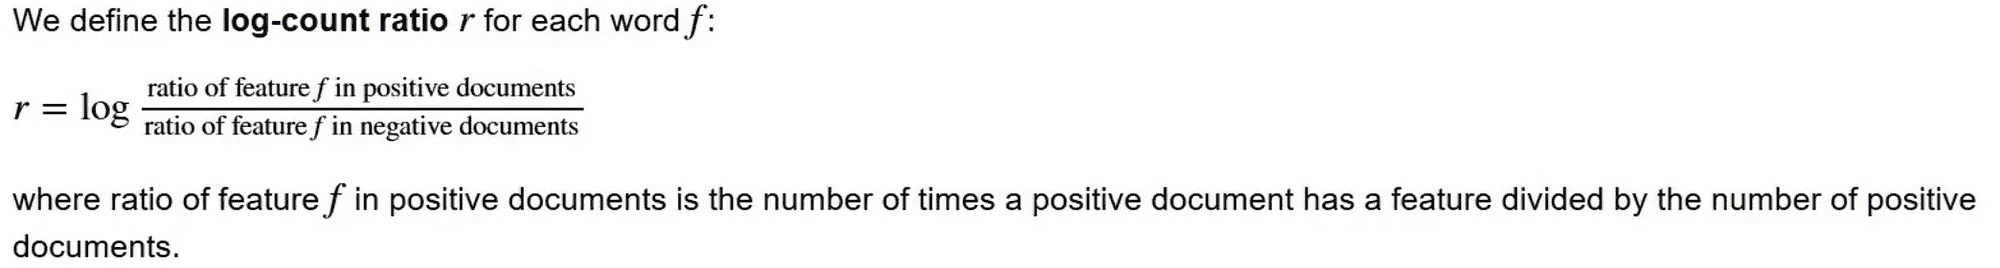 We define the log-count ratio r for each word f:
r = log ratio of feature f in positive documents
ratio of feature f in negative documents
where ratio of feature f in positive documents is the number of times a positive document has a feature divided by the number of positive
documents.